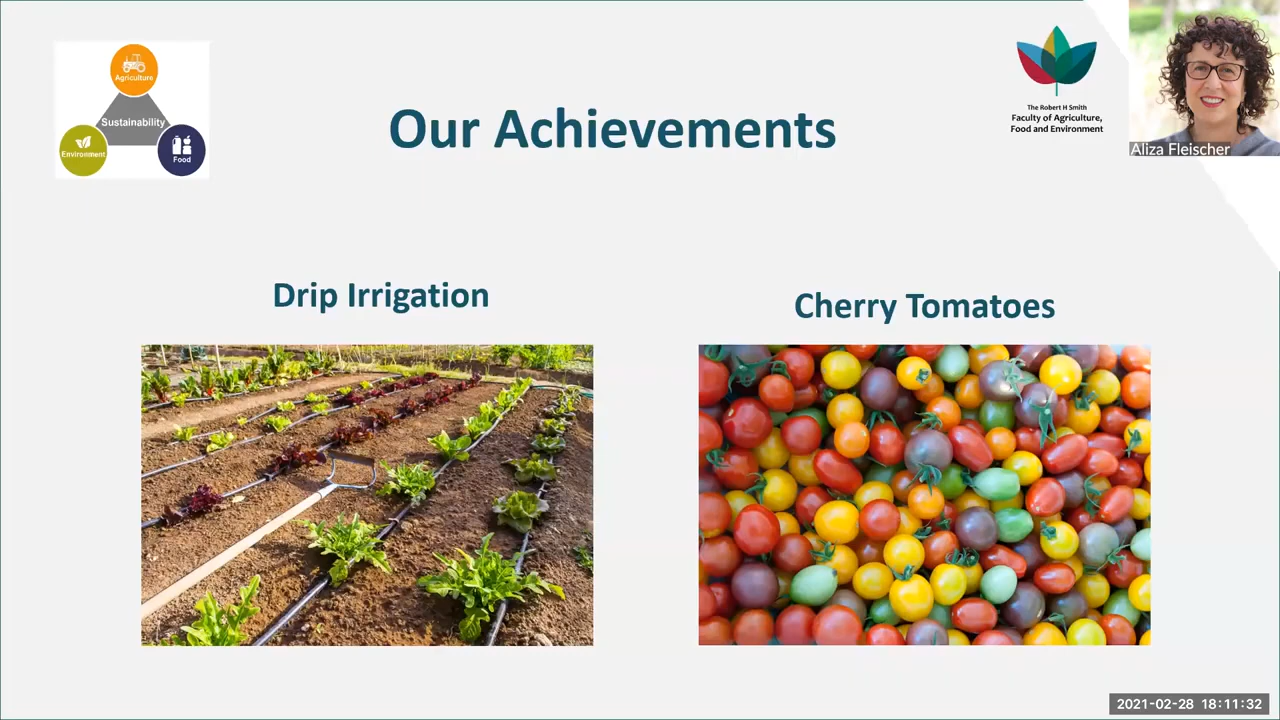 Agriculture
Sustainability
Environment
Food
Our Achievements
The Robert H Smith
Faculty of Agriculture,
Food and Environment
Aliza Fleischer
Drip Irrigation
Cherry Tomatoes
2021-02-28 18:11:32